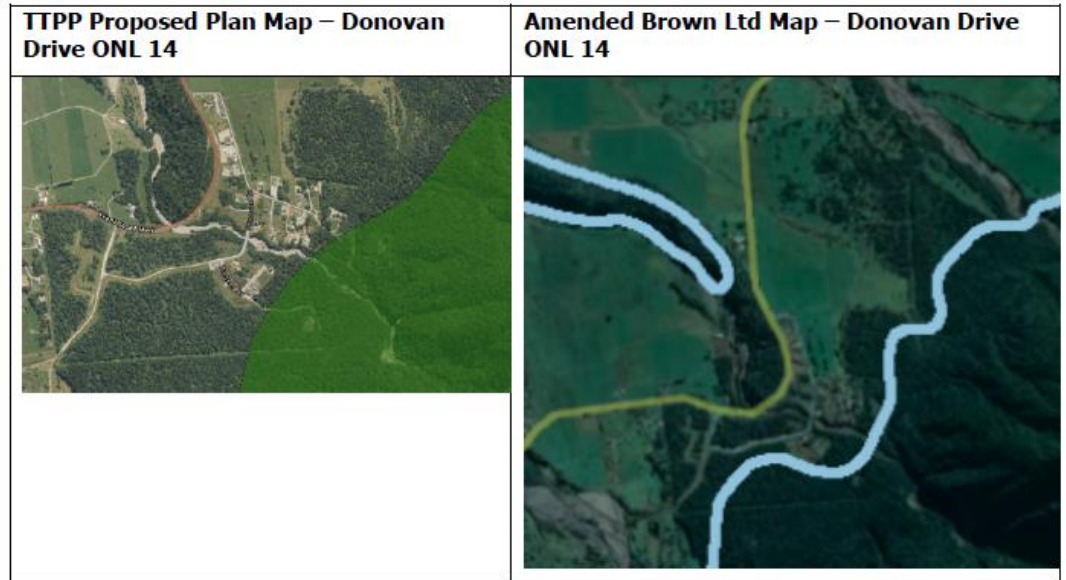 TTPP Proposed Plan Map – Donovan
Drive ONL 14
Amended Brown Ltd Map – Donovan Drive
ONL 14